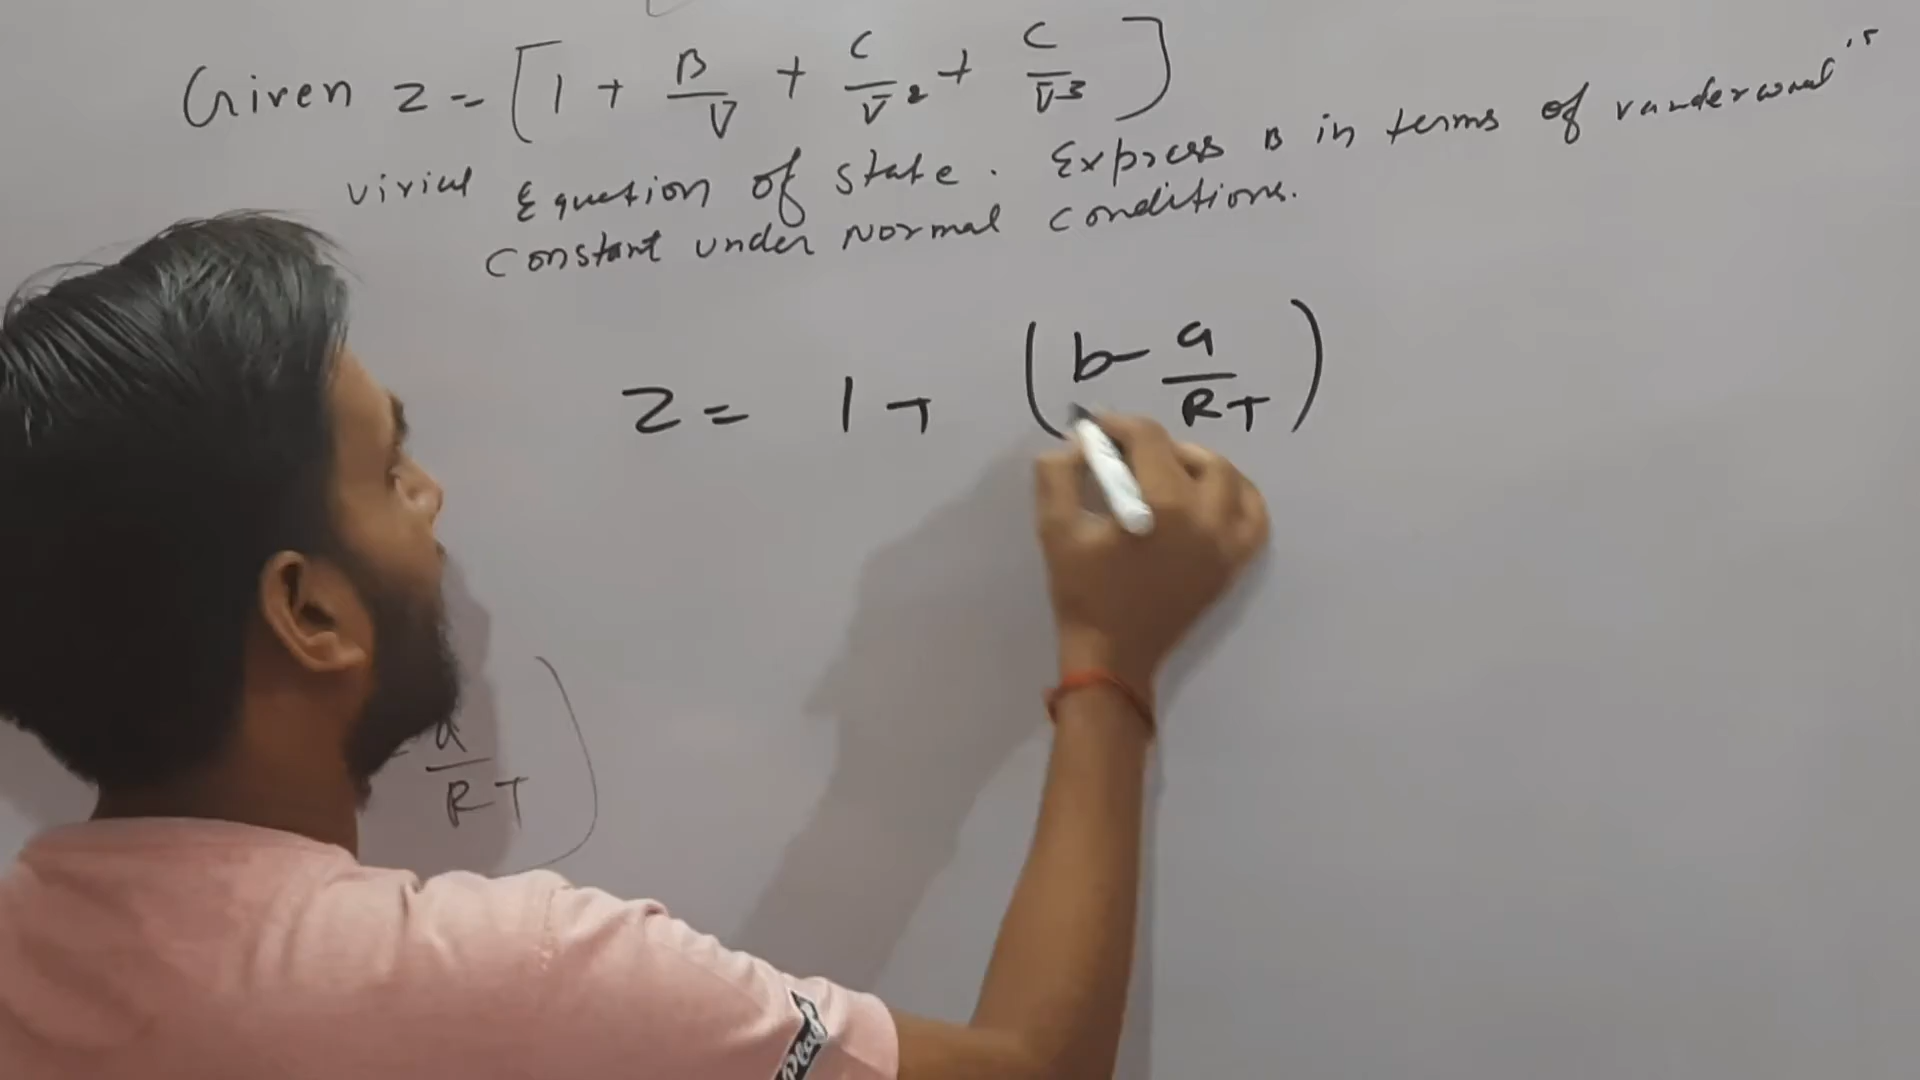 Given Z = [1 + B/V + C/V² + C/V³]
virial Equation of state. Express B in terms of vanderwaal's
constant under Normal conditions.
Z = 1 + (b - a/RT)
- a/RT)
Play